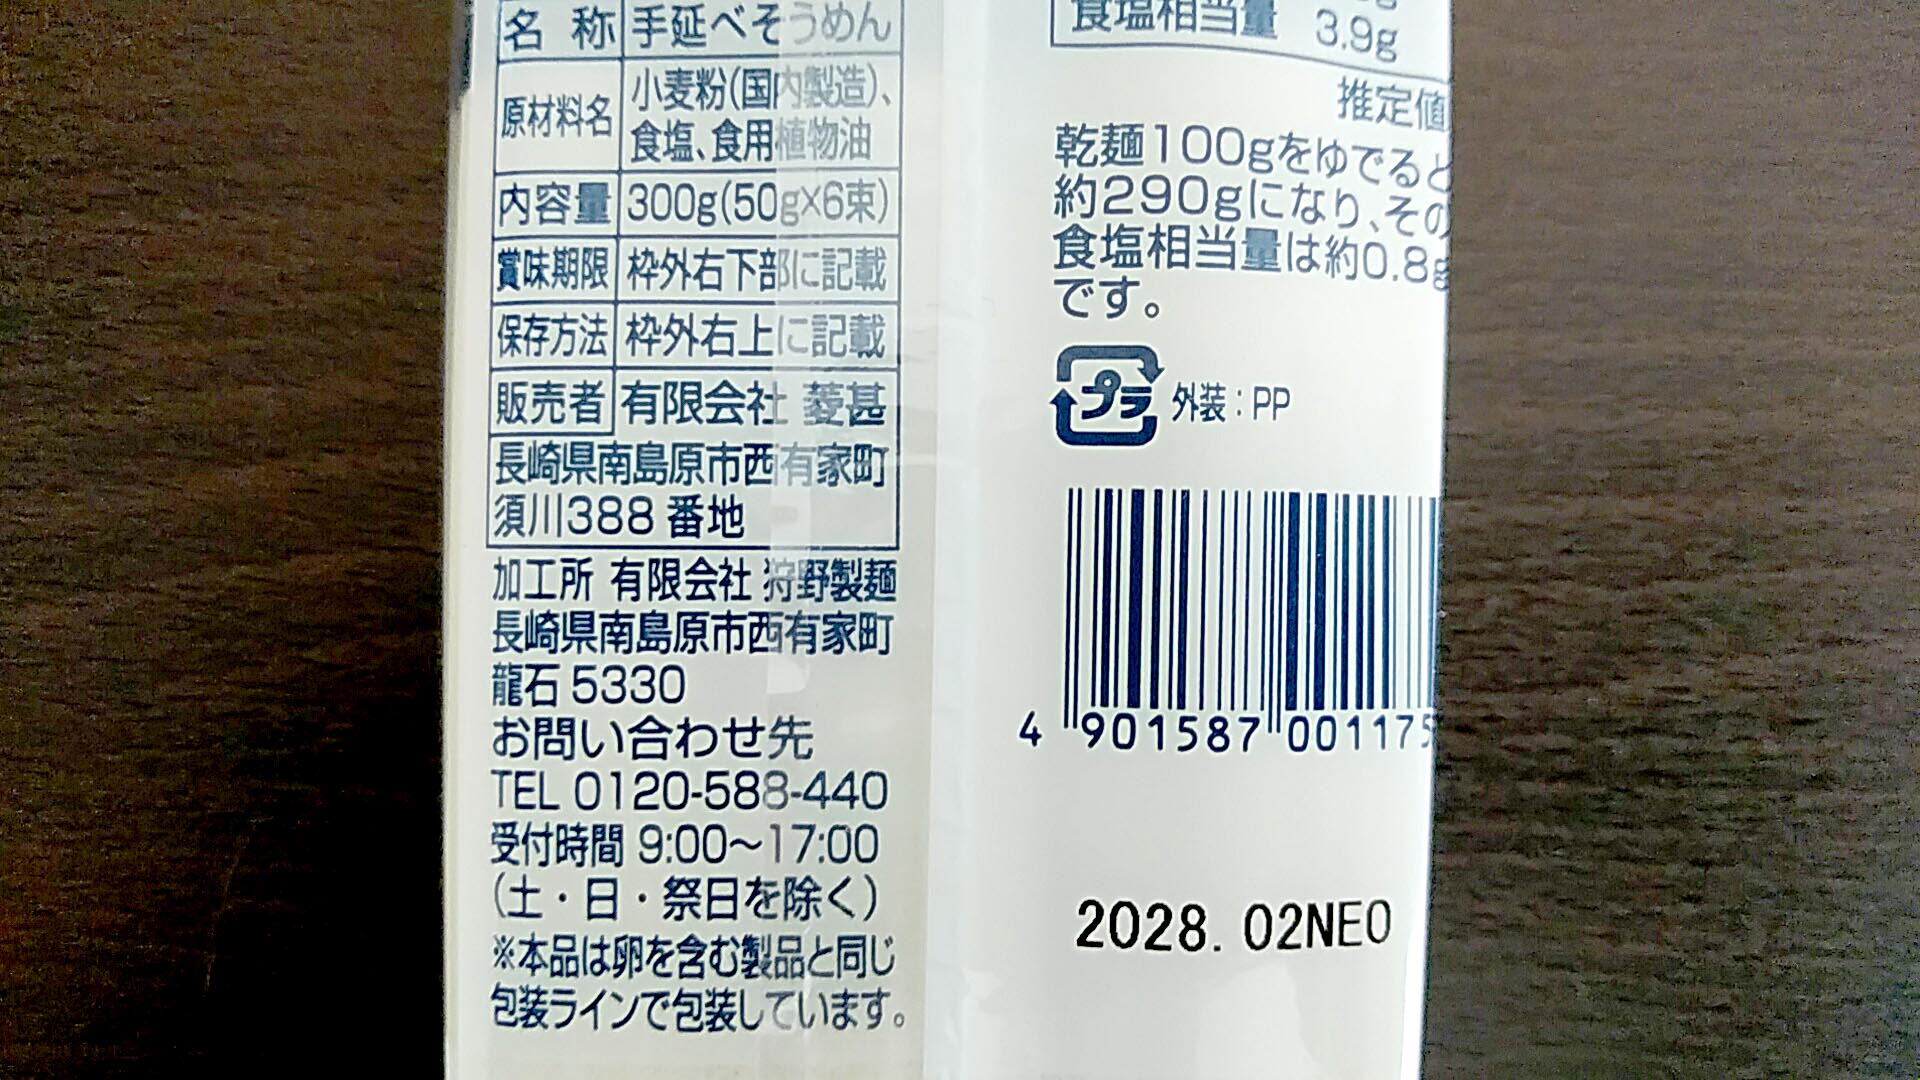 名称 手延べそうめん
原材料名 小麦粉(国内製造)、
食塩、食用植物油
内容量 300g(50g×6束)
賞味期限 枠外右下部に記載
保存方法 枠外右上に記載
販売者 有限会社 菱甚
長崎県南島原市西有家町
須川388番地
加工所 有限会社 狩野製麺
長崎県南島原市西有家町
龍石5330
お問い合わせ先
TEL 0120-588-440
受付時間 9:00～17:00
(土・日・祭日を除く)
※本品は卵を含む製品と同じ
包装ラインで包装しています。
食塩相当量 3.9g
推定値
乾麺100gをゆでると
約290gになり、その
食塩相当量は約0.8g
です。
プラ 外装:PP
4 901587 001175
2028.02NEO